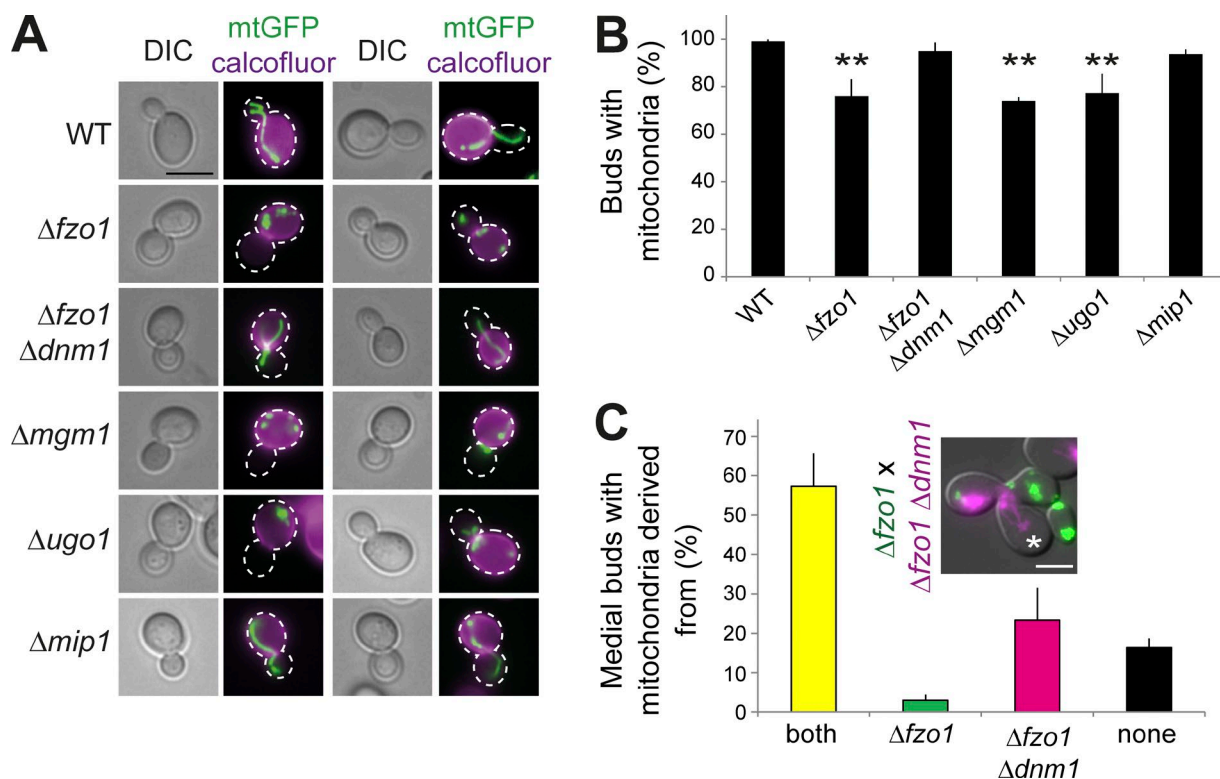 A
DIC
mtGFP
calcofluor
DIC
mtGFP
calcofluor
WT
Δfzo1
Δfzo1
Δdnm1
Δmgm1
Δugo1
Δmip1
B
Buds with
mitochondria (%)
100
80
60
40
20
0
**
**
**
WT
Δfzo1
Δfzo1
Δdnm1
Δmgm1
Δugo1
Δmip1
C
Medial buds with
mitochondria derived
from (%)
70
60
50
40
30
20
10
0
Δfzo1 x
Δfzo1 Δdnm1
*
both
Δfzo1
Δfzo1
Δdnm1
none